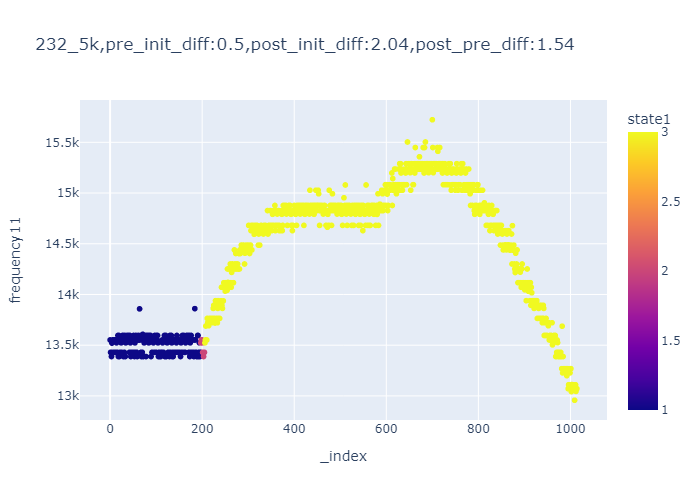 232_5k,pre_init_diff:0.5,post_init_diff:2.04,post_pre_diff:1.54
state1
3
2.5
2
1.5
1
15.5k
15k
14.5k
14k
13.5k
13k
frequency11
0
200
400
600
800
1000
_index